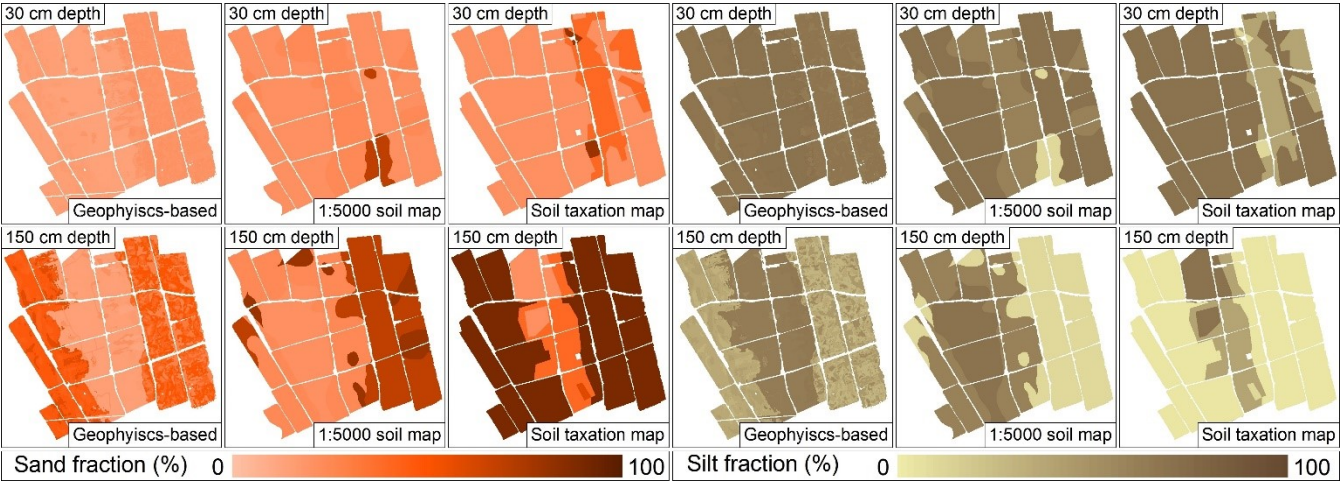 30 cm depth
Geophyiscs-based
30 cm depth
1:5000 soil map
30 cm depth
Soil taxation map
30 cm depth
Geophyiscs-based
30 cm depth
1:5000 soil map
30 cm depth
Soil taxation map
150 cm depth
Geophyiscs-based
150 cm depth
1:5000 soil map
150 cm depth
Soil taxation map
150 cm depth
Geophyiscs-based
150 cm depth
1:5000 soil map
150 cm depth
Soil taxation map
Sand fraction (%) 0 100
Silt fraction (%) 0 100